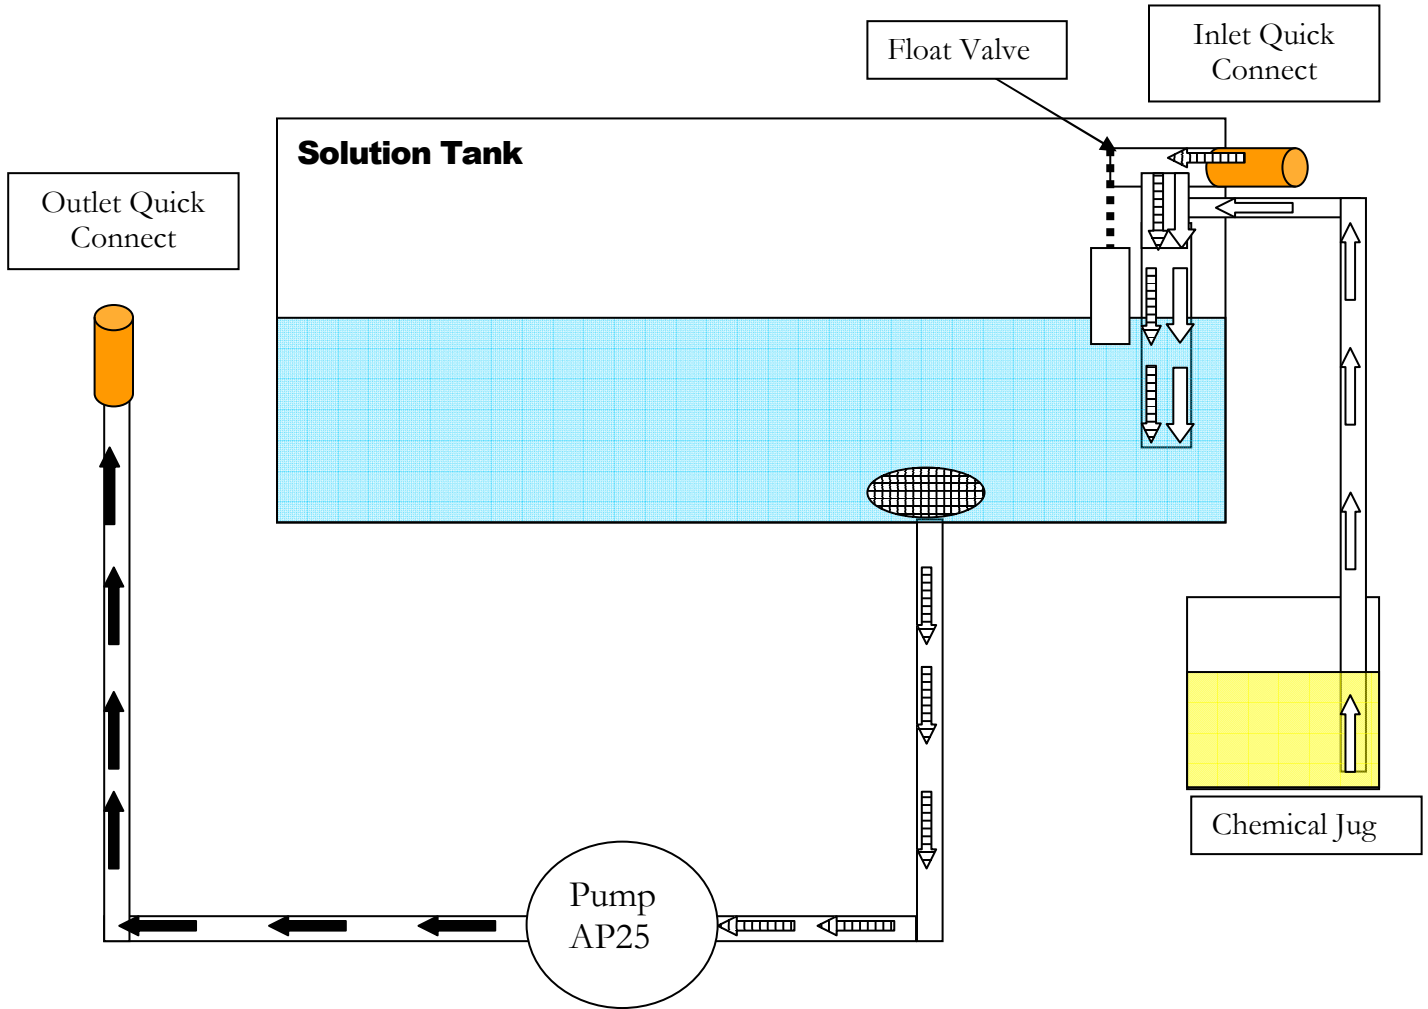 Float Valve
Inlet Quick
Connect
Solution Tank
Outlet Quick
Connect
Chemical Jug
Pump
AP25